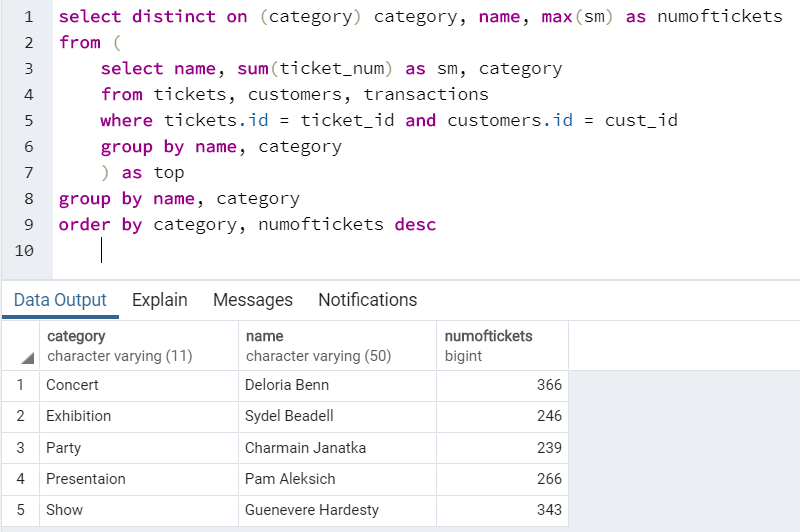 1 select distinct on (category) category, name, max(sm) as numoftickets
2 from (
3 select name, sum(ticket_num) as sm, category
4 from tickets, customers, transactions
5 where tickets.id = ticket_id and customers.id = cust_id
6 group by name, category
7 ) as top
8 group by name, category
9 order by category, numoftickets desc
10
Data Output Explain Messages Notifications
category name numoftickets
character varying (11) character varying (50) bigint
1 Concert Deloria Benn 366
2 Exhibition Sydel Beadell 246
3 Party Charmain Janatka 239
4 Presentaion Pam Aleksich 266
5 Show Guenevere Hardesty 343